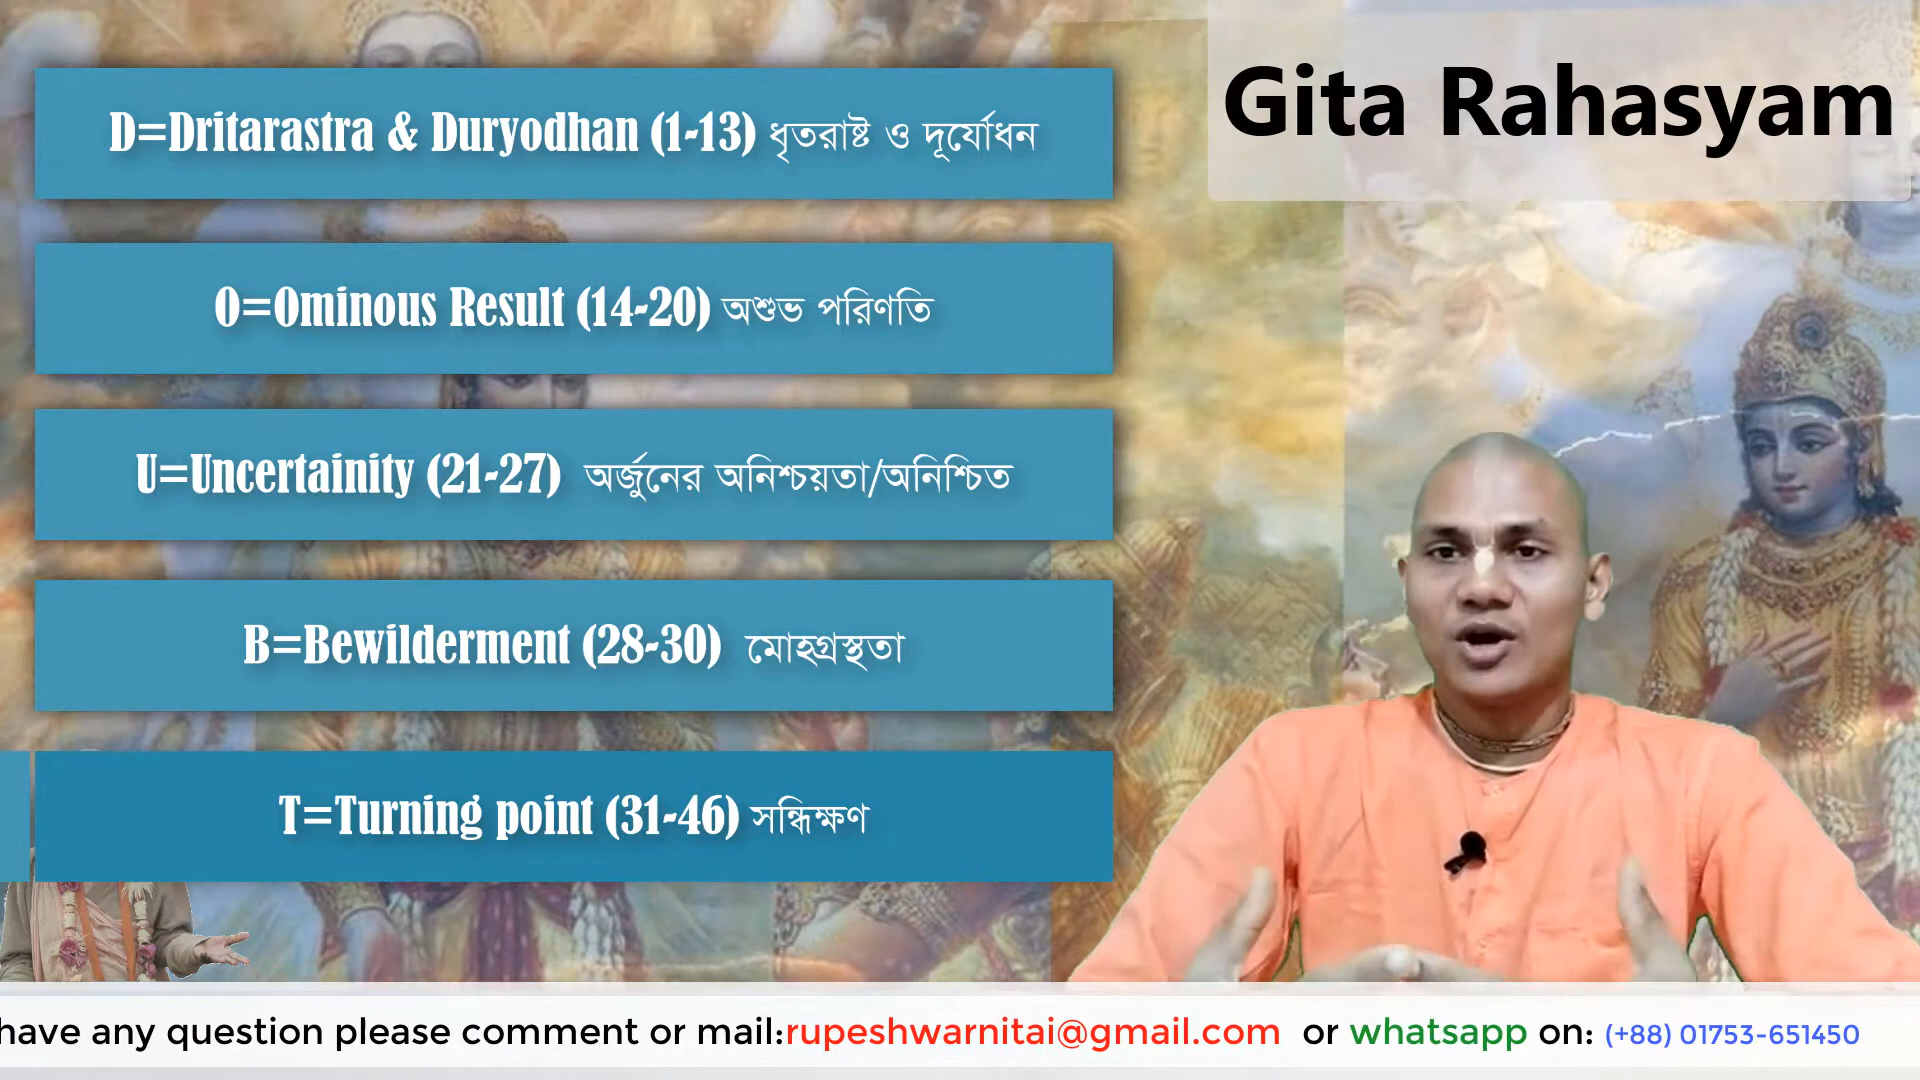 Gita Rahasyam
D=Dritarastra & Duryodhan (1-13) ধৃতরাষ্ট ও দূর্যোধন
O=Ominous Result (14-20) অশুভ পরিণতি
U=Uncertainity (21-27) অর্জুনের অনিশ্চয়তা/অনিশ্চিত
B=Bewilderment (28-30) মোহগ্রস্থতা
T=Turning point (31-46) সন্ধিক্ষণ
have any question please comment or mail:rupeshwarnitai@gmail.com or whatsapp on: (+88) 01753-651450